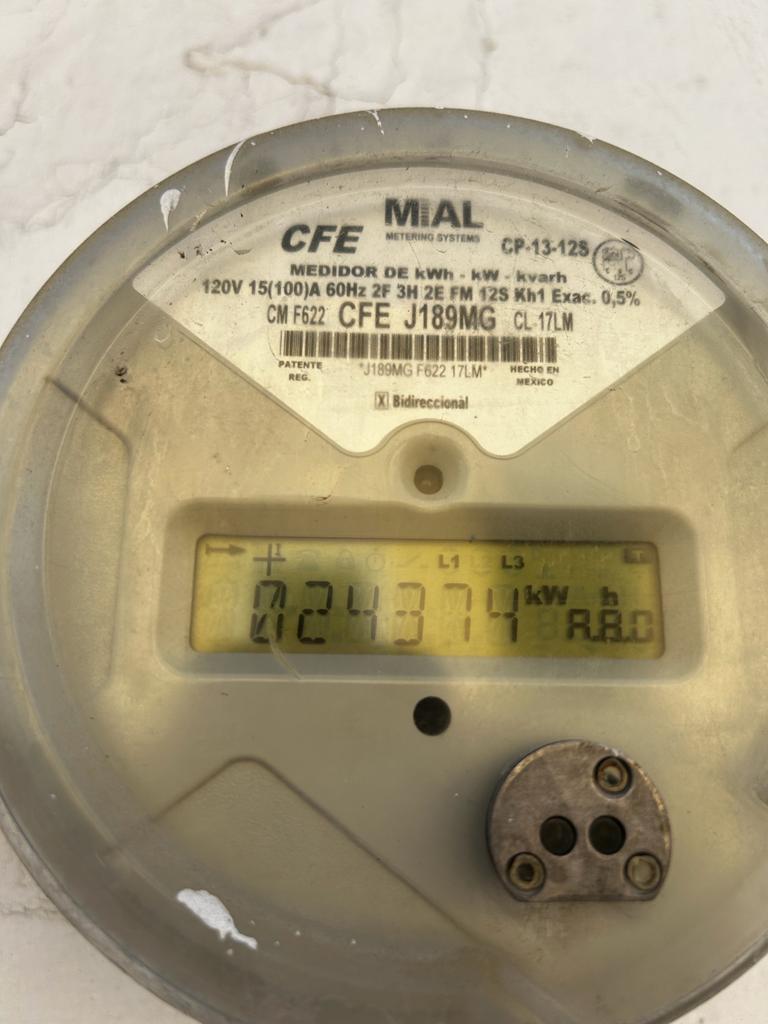 MIAL
METERING SYSTEMS
CFE
CP-13-12S
MEDIDOR DE kWh - kW - kvarh
120V 15(100)A 60Hz 2F 3H 2E FM 12S Kh1 Exac. 0,5%
CM F622 CFE J189MG CL 17LM
PATENTE REG.
*J189MG F622 17LM*
HECHO EN MEXICO
X Bidireccional
L1 L3
024374 kW h